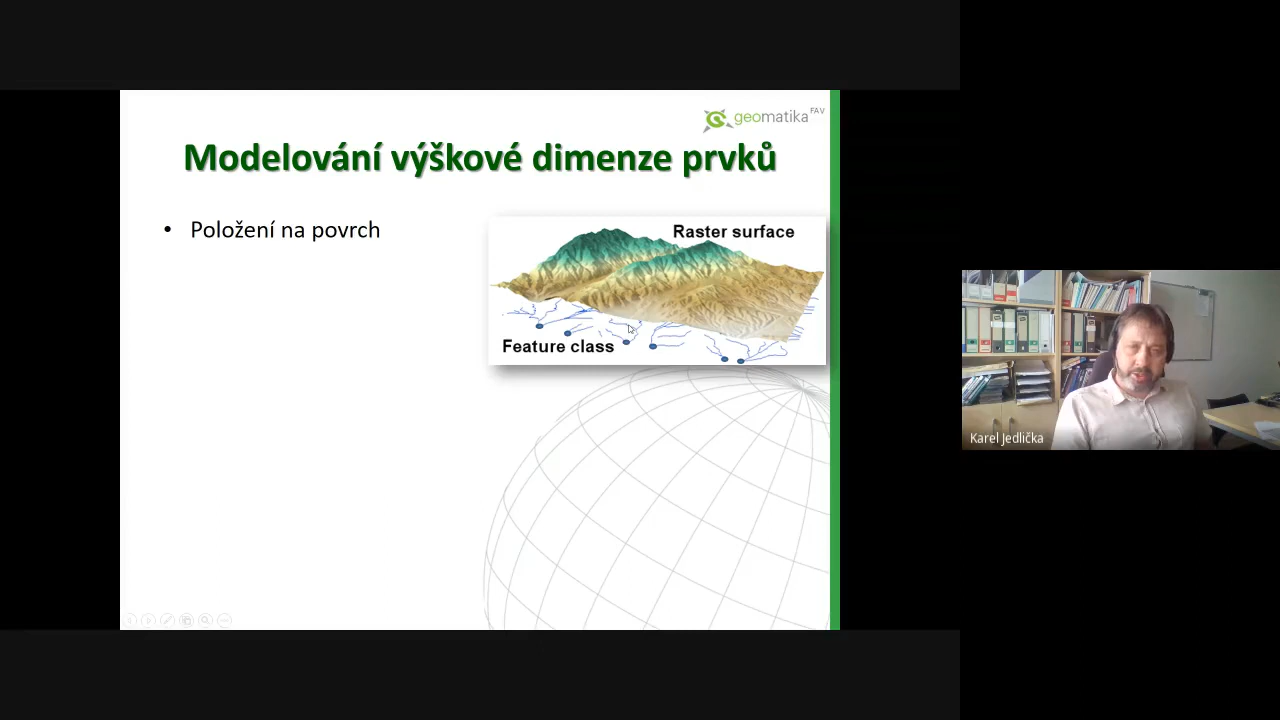 geomatika FAV
Modelování výškové dimenze prvků
• Položení na povrch
Raster surface
Feature class
Karel Jedlička